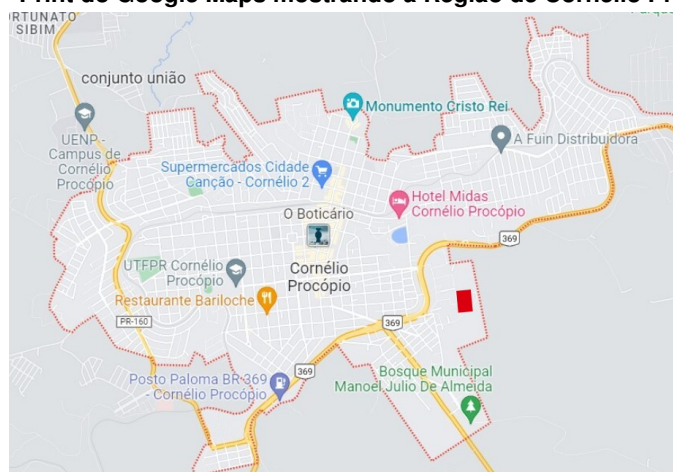 Print do Google Maps mostrando a Região de Cornélio
ORTUNATO
SIBIM
conjunto união
Monumento Cristo Rei
UENP -
Campus de
Cornélio
Procópio
A Fuin Distribuidora
Supermercados Cidade
Canção - Cornélio 2
Hotel Midas
Cornélio Procópio
O Boticário
369
UTFPR Cornélio
Procópio
Cornélio
Procópio
Restaurante Bariloche
PR-160
369
369
Bosque Municipal
Manoel Julio De Almeida
Posto Paloma BR 369
- Cornélio Procópio